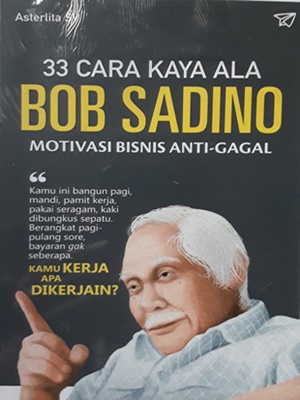 Asterlita SV
33 CARA KAYA ALA
BOB SADINO
MOTIVASI BISNIS ANTI-GAGAL
“
Kamu ini bangun pagi,
mandi, pamit kerja,
pakai seragam, kaki
dibungkus sepatu.
Berangkat pagi-
pulang sore,
bayaran gak
seberapa.
KAMU KERJA
APA
DIKERJAIN?